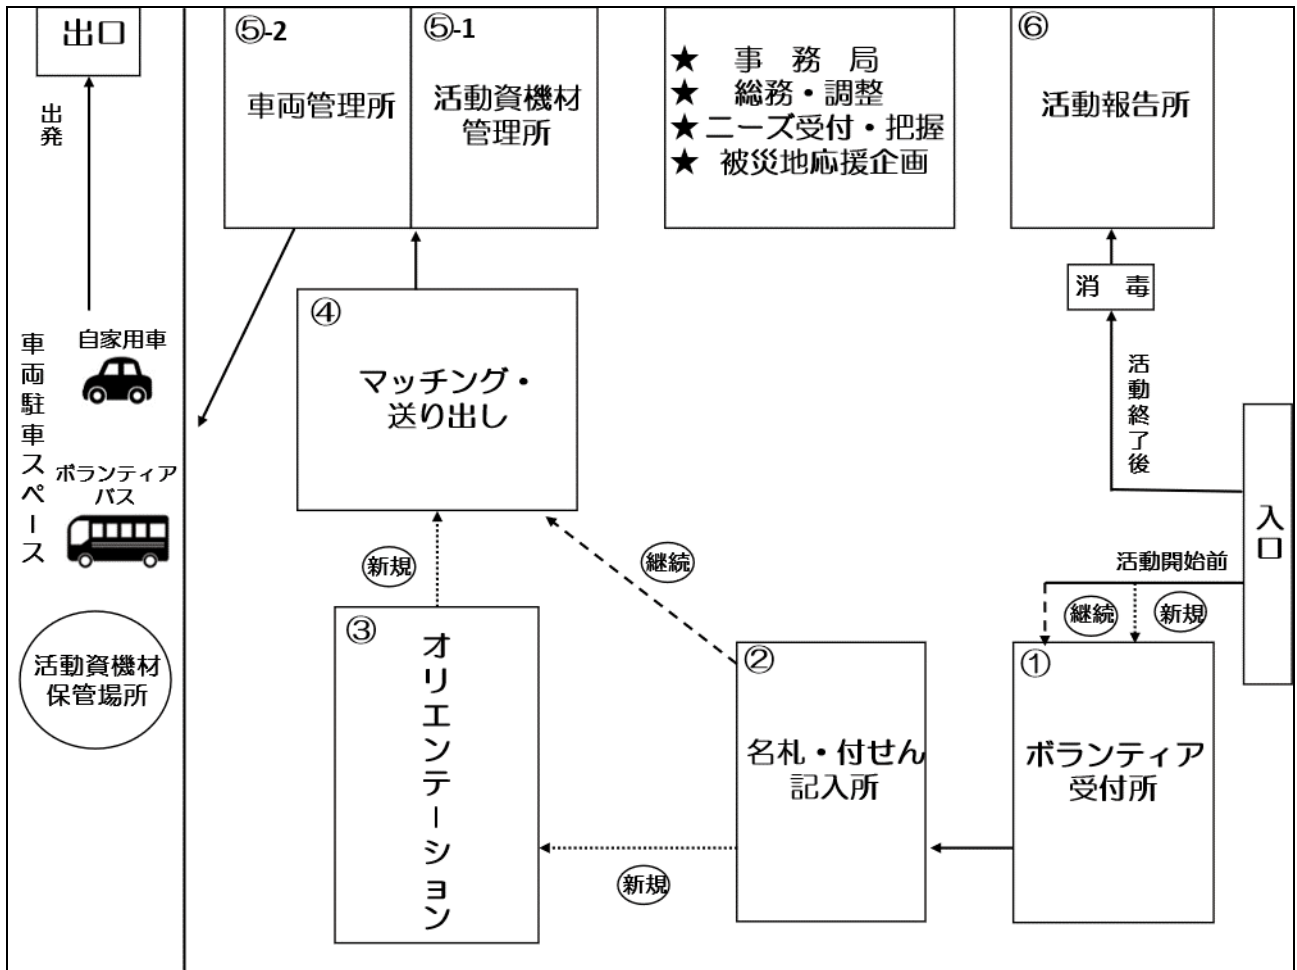 出口
出発
自家用車
車両駐車スペース
ボランティア
バス
活動資機材
保管場所
⑤-2
車両管理所
⑤-1
活動資機材
管理所
★ 事 務 局
★ 総務・調整
★ ニーズ受付・把握
★ 被災地応援企画
⑥
活動報告所
消 毒
活動終了後
入口
活動開始前
継続
新規
①
ボランティア
受付所
②
名札・付せん
記入所
継続
新規
③
オリエンテーション
新規
④
マッチング・
送り出し